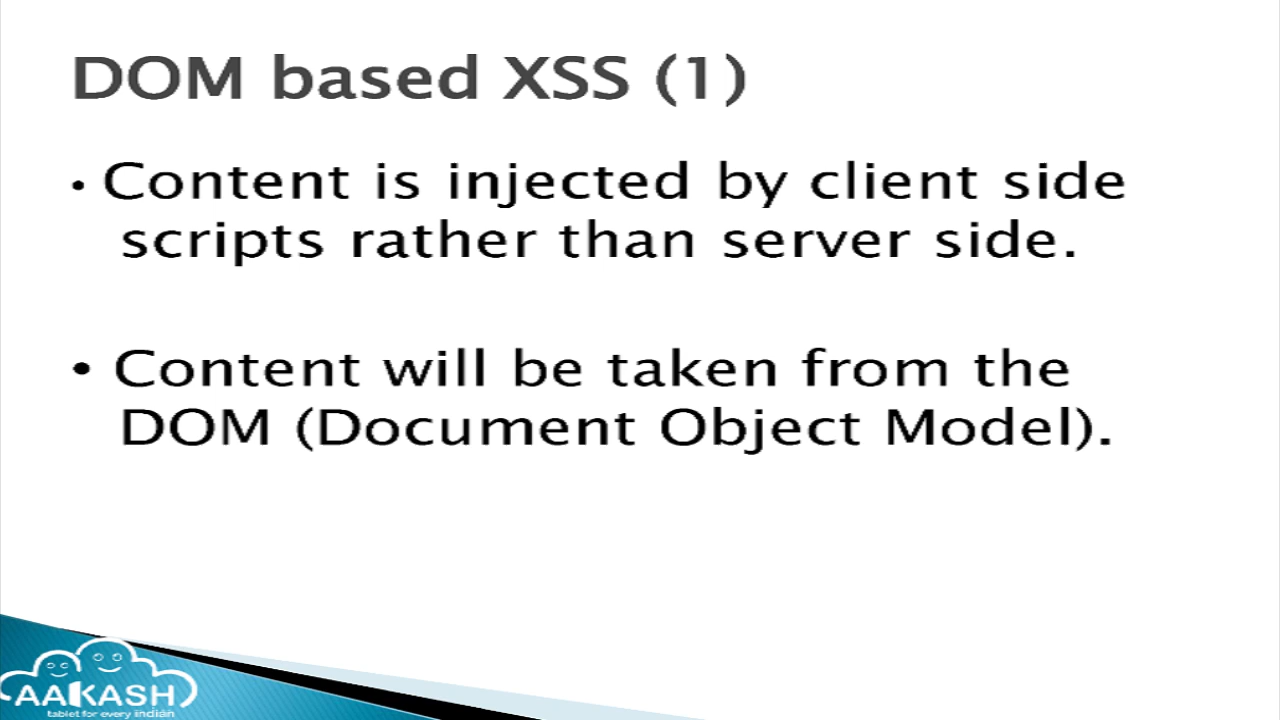 DOM based XSS (1)
• Content is injected by client side
scripts rather than server side.
• Content will be taken from the
DOM (Document Object Model).
AAKASH
tablet for every indian